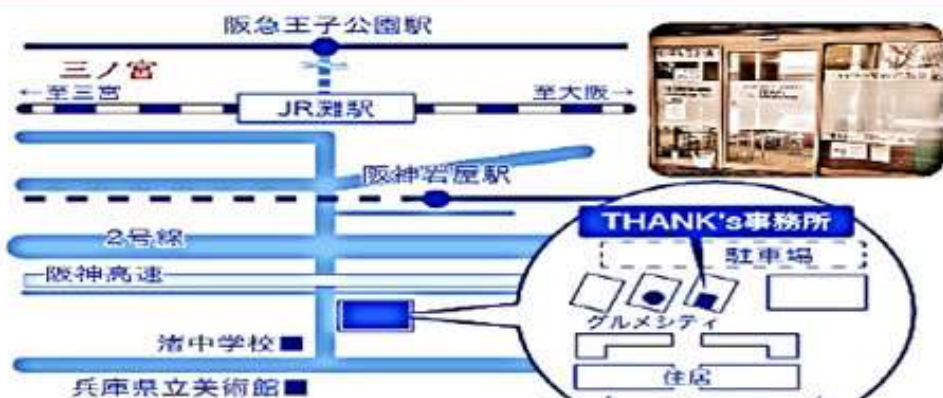 阪急王子公園駅
三ノ宮
←至三宮
至大阪→
JR灘駅
阪神岩屋駅
2号線
阪神高速
THANK's事務所
駐車場
グルメシティ
渚中学校
住居
兵庫県立美術館